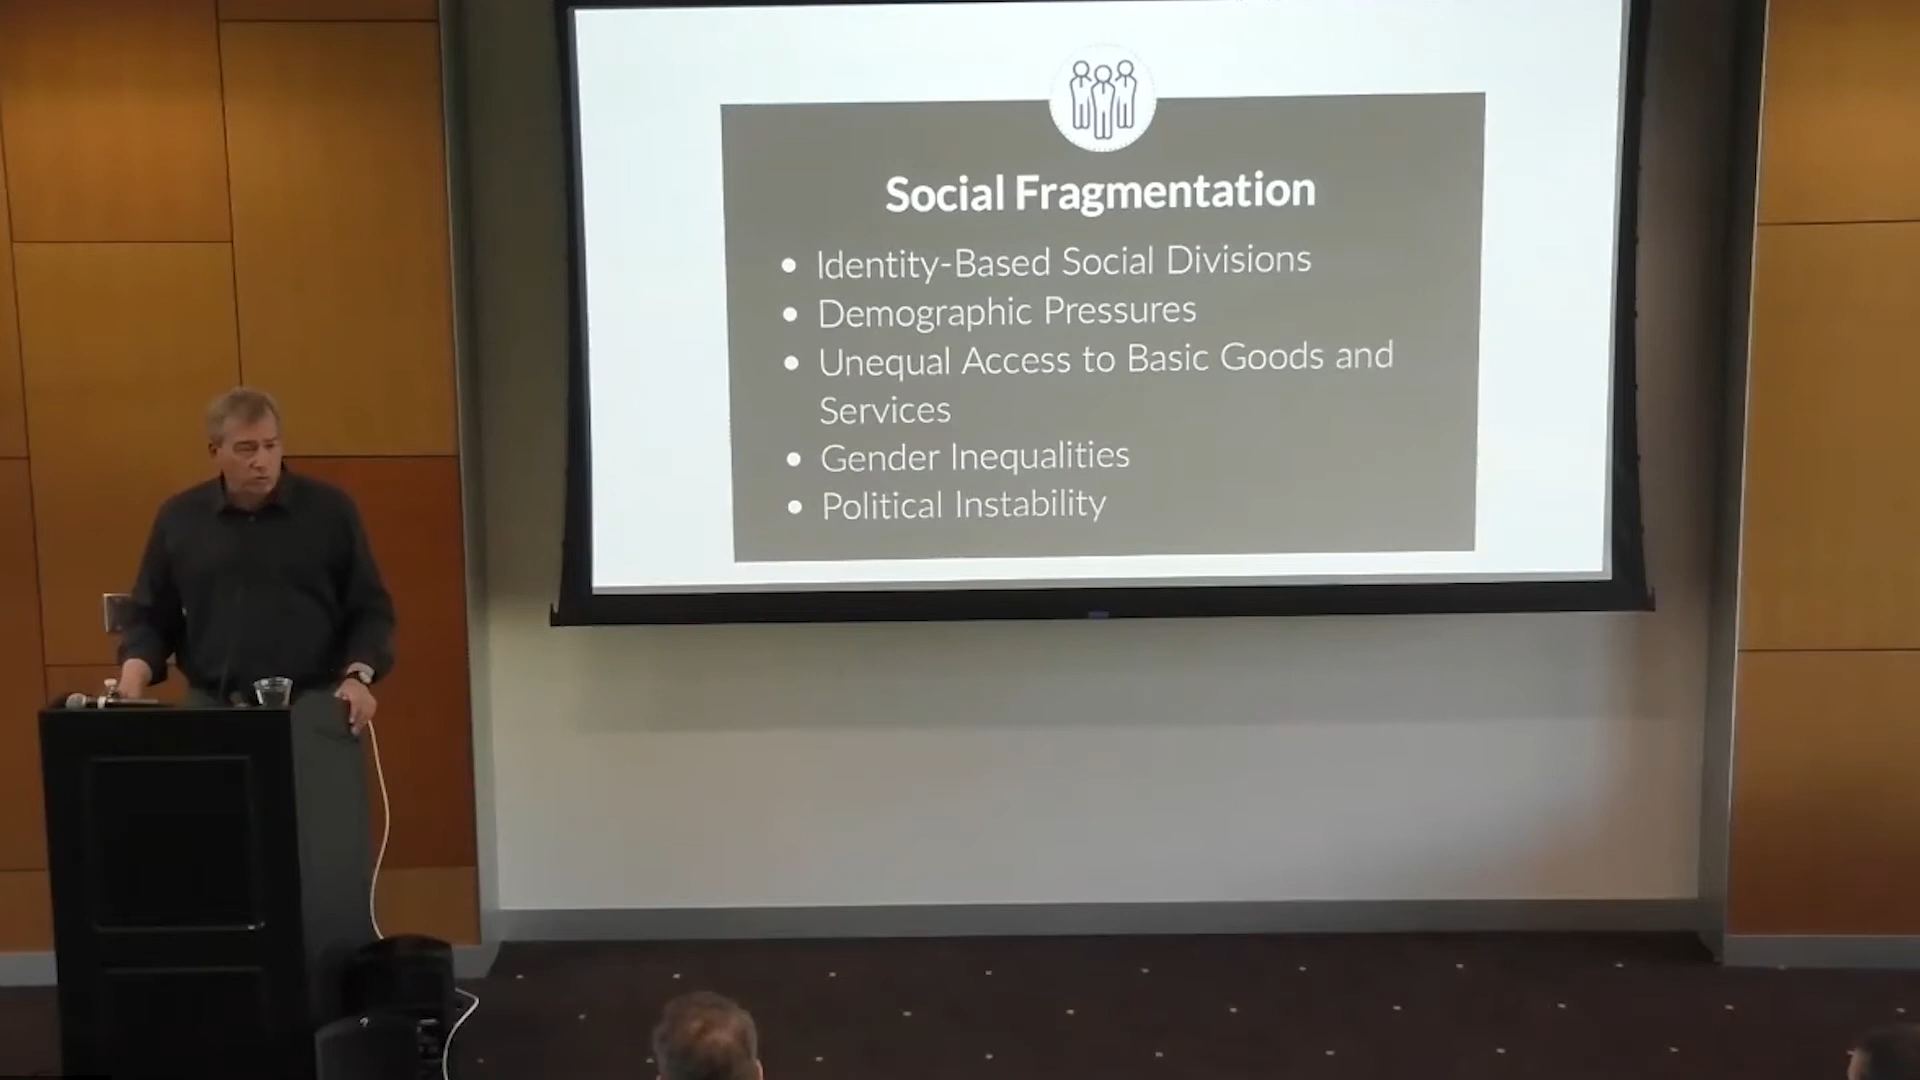 Social Fragmentation
• Identity-Based Social Divisions
• Demographic Pressures
• Unequal Access to Basic Goods and
Services
• Gender Inequalities
• Political Instability